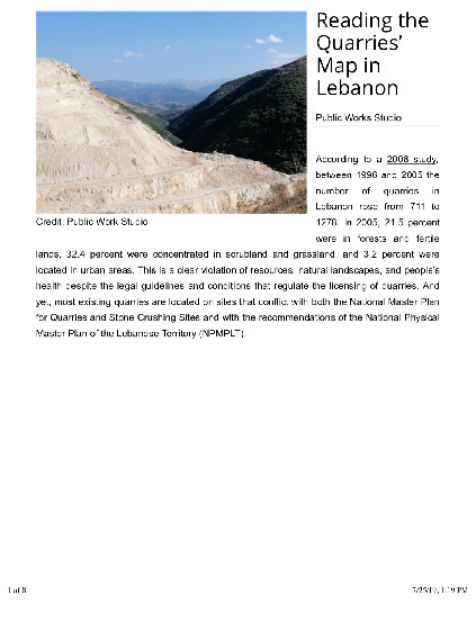 Reading the
Quarries'
Map in
Lebanon
Public Works Studio
According to a 2008 study,
between 1996 and 2005 the
number of quarries in
Lebanon rose from 711 to
1278. In 2005, 21.5 percent
were in forests and fertile
Credit: Public Work Studio
lands, 32.4 percent were concentrated in scrubland and grassland, and 3.2 percent were
located in urban areas. This is a clear violation of resources, natural landscapes, and people's
health despite the legal guidelines and conditions that regulate the licensing of quarries. And
yet, most existing quarries are located on sites that conflict with both the National Master Plan
for Quarries and Stone Crushing Sites and with the recommendations of the National Physical
Master Plan of the Lebanese Territory (NPMPLT).
1 of 8
1:19 PM